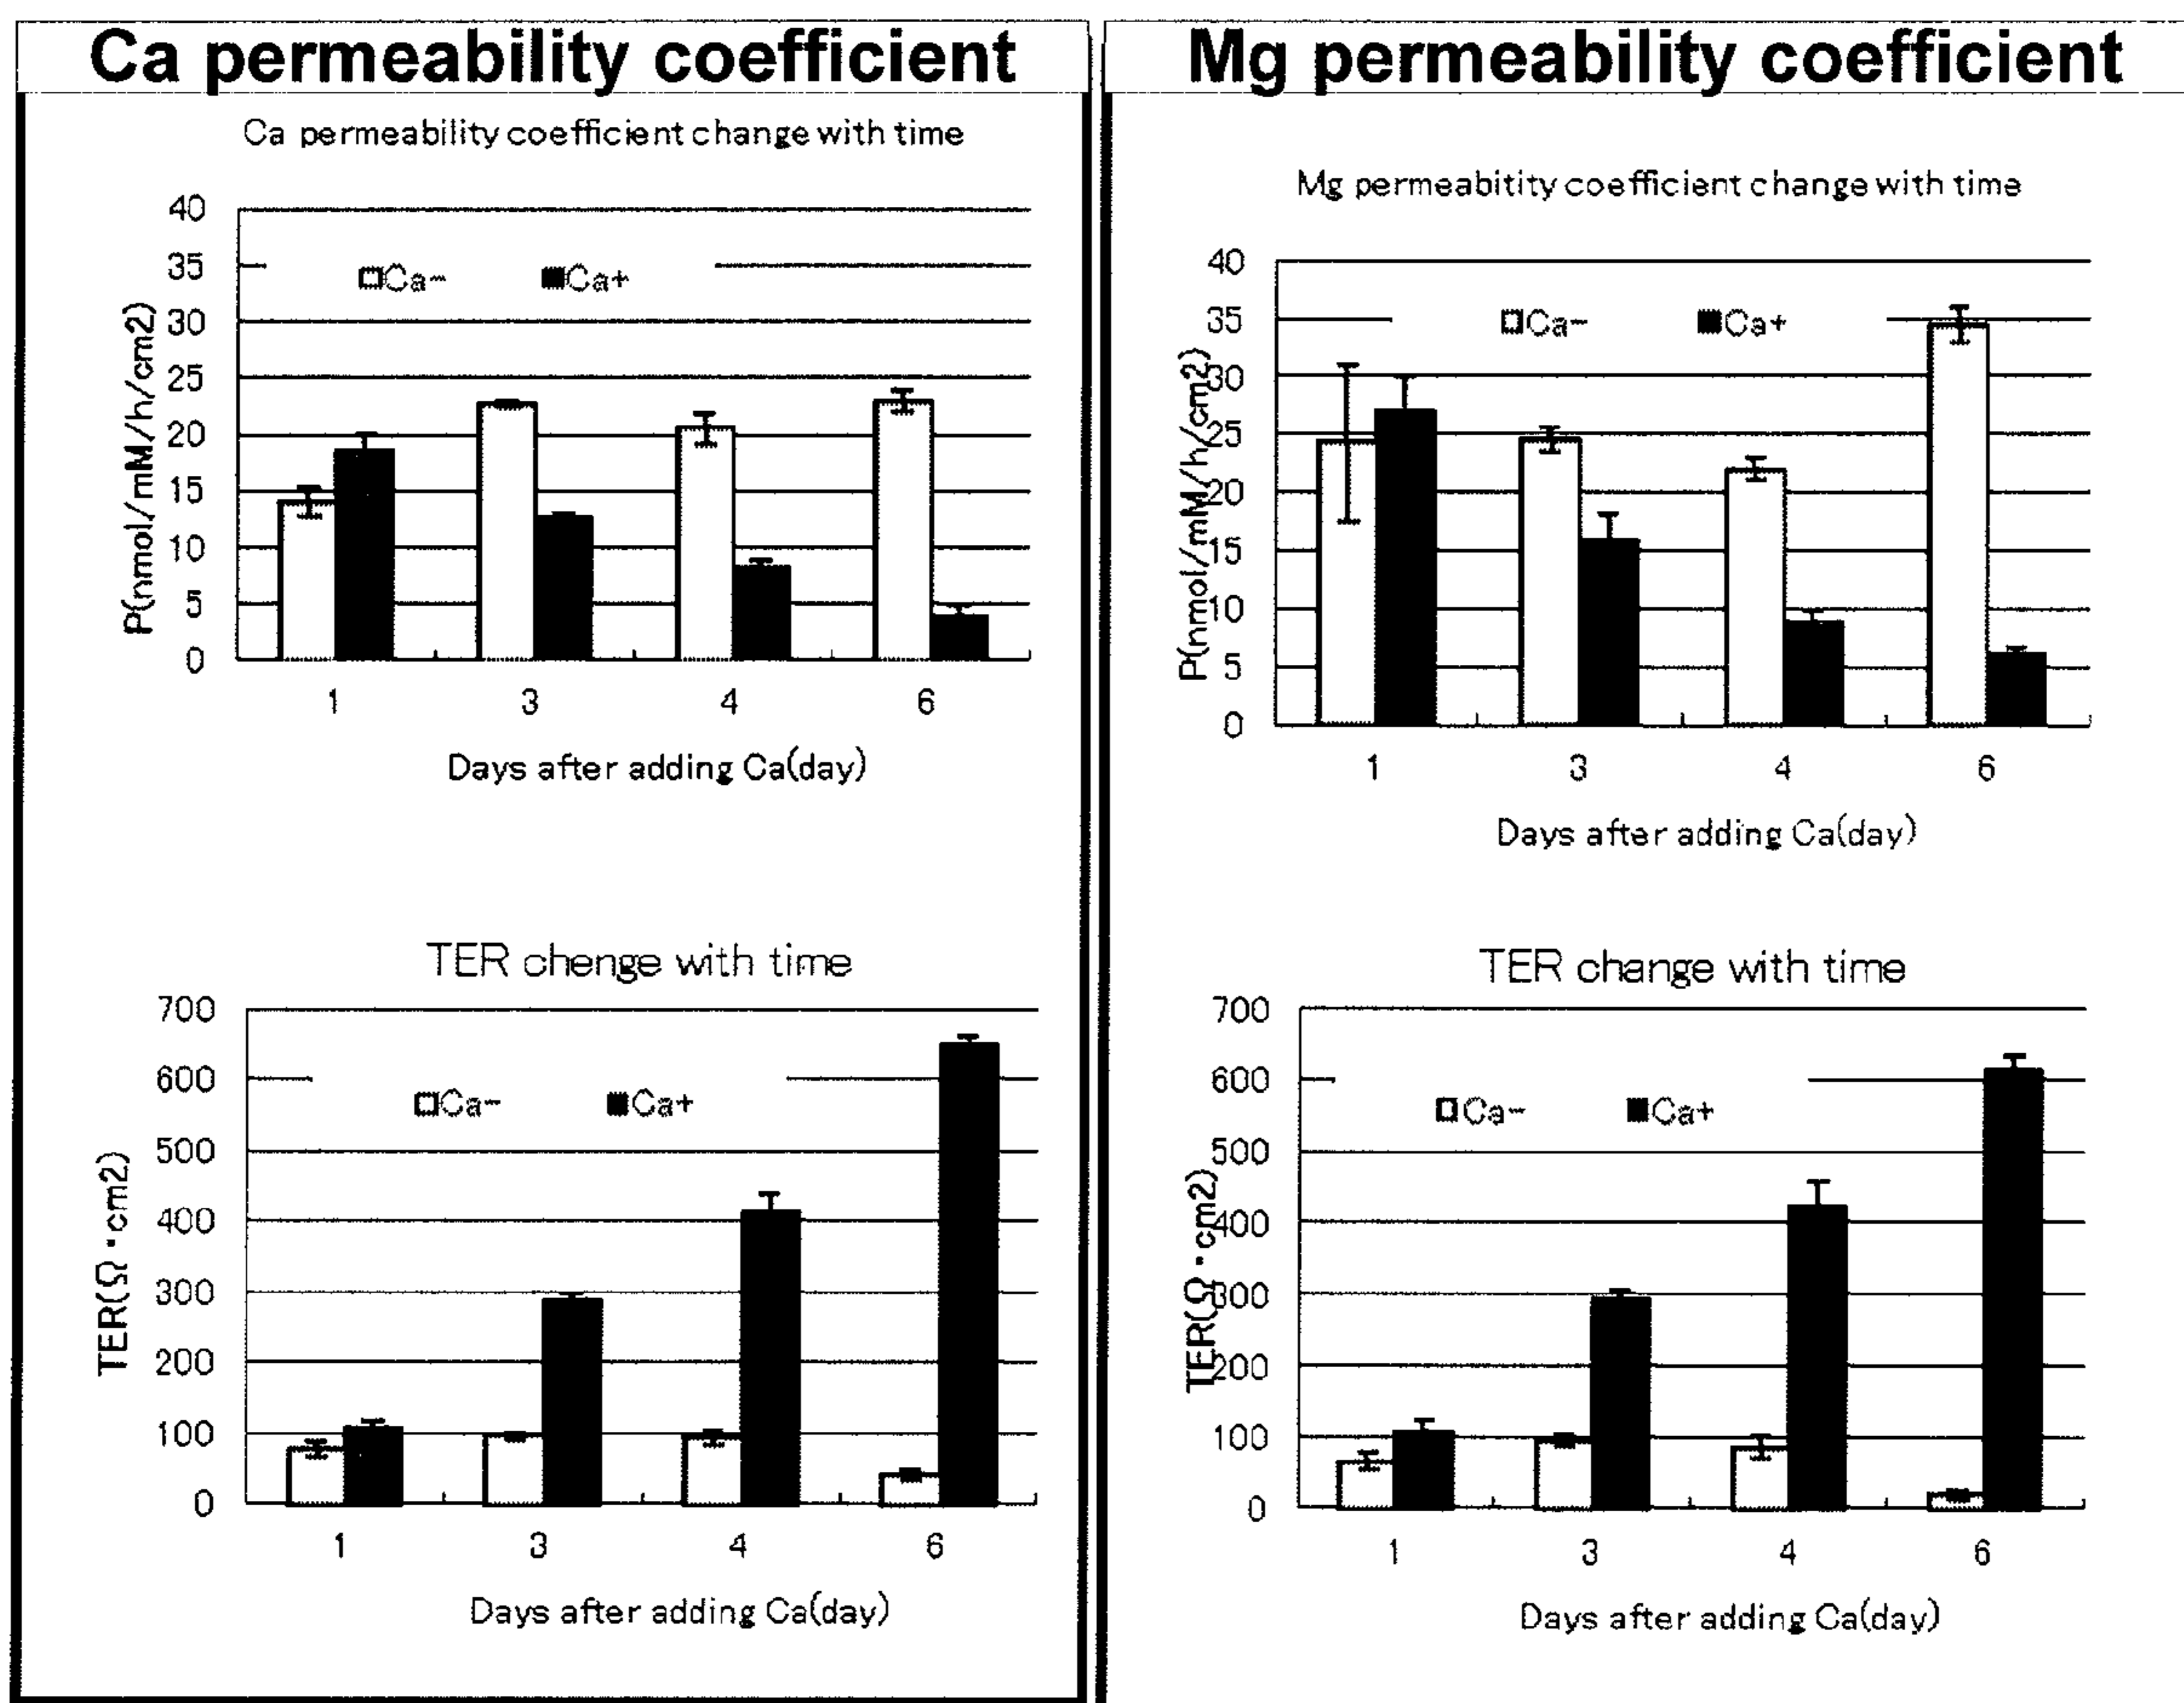 Ca permeability coefficient
Ca permeability coefficient change with time
40
35
30
25
20
15
10
5
0
Ca-
Ca+
P(nmol/mM/h/cm2)
1
3
4
6
Days after adding Ca(day)
TER chenge with time
700
600
500
400
300
200
100
0
Ca-
Ca+
TER(Ω・cm2)
1
3
4
6
Days after adding Ca(day)
Mg permeability coefficient
Mg permeabitity coefficient change with time
40
35
30
25
20
15
10
5
0
Ca-
Ca+
P(nmol/mM/h/cm2)
1
3
4
6
Days after adding Ca(day)
TER change with time
700
600
500
400
300
200
100
0
Ca-
Ca+
TER(Ω・cm2)
1
3
4
6
Days after adding Ca(day)